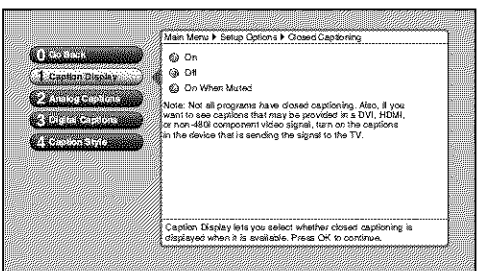 Main Menu ▶ Setup Options ▶ Closed Captioning
0 Go Back
1 Caption Display
2 Analog Captions
3 Digital Captions
4 Caption Style
On
Off
On When Muted
Note: Not all programs have closed captioning. Also, if you
want to see captions that may be provided in a DVI, HDMI,
or non-480i component video signal, turn on the captions
in the device that is sending the signal to the TV.
Caption Display lets you select whether closed captioning is
displayed when it is available. Press OK to continue.